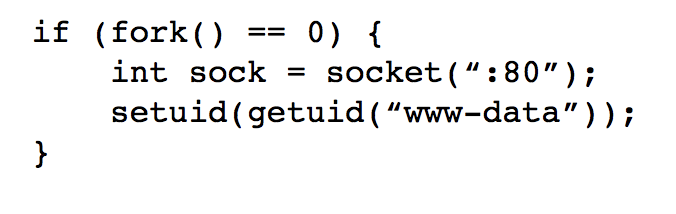 if (fork() == 0) {
    int sock = socket(“:80”);
    setuid(getuid(“www-data”));
}